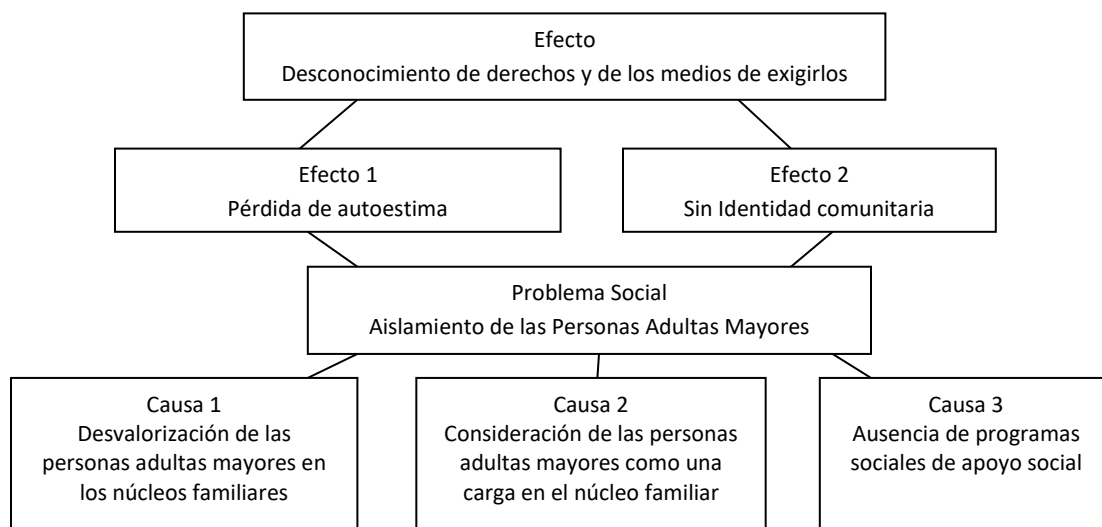 Efecto
Desconocimiento de derechos y de los medios de exigirlos
Efecto 1
Pérdida de autoestima
Efecto 2
Sin Identidad comunitaria
Problema Social
Aislamiento de las Personas Adultas Mayores
Causa 1
Desvalorización de las
personas adultas mayores en
los núcleos familiares
Causa 2
Consideración de las personas
adultas mayores como una
carga en el núcleo familiar
Causa 3
Ausencia de programas
sociales de apoyo social